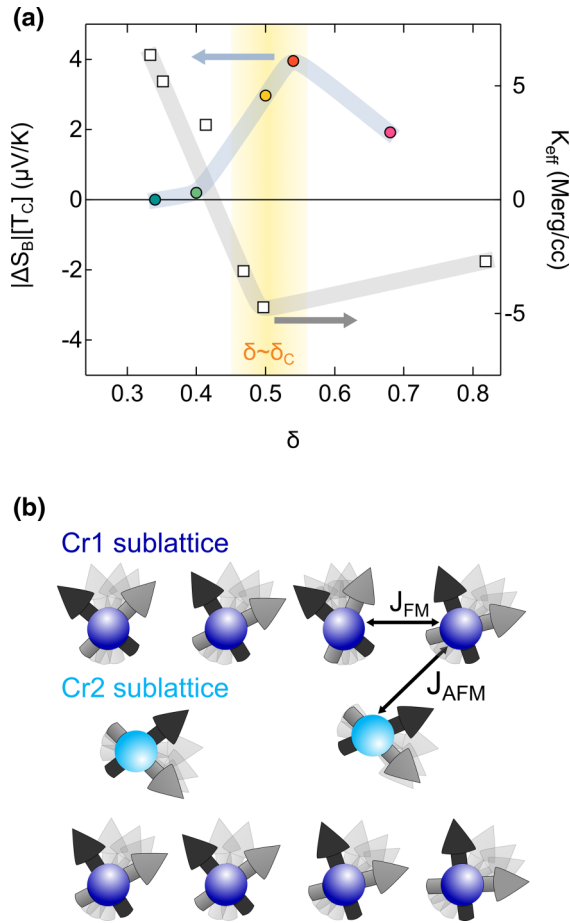 (a)
4
2
0
-2
-4
|ΔS_B|[T_C] (μV/K)
5
0
-5
K_eff (Merg/cc)
δ~δ_C
0.3 0.4 0.5 0.6 0.7 0.8
δ
(b)
Cr1 sublattice
J_FM
Cr2 sublattice
J_AFM